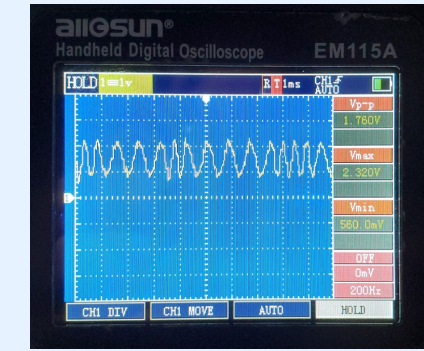 allosun®
Handheld Digital Oscilloscope EM115A
HOLD 1 1v R T 1ms CH1 AUTO
Vp-p
1.760V
Vmax
2.320V
Vmin
560.0mV
OFF
0mV
200Hz
CH1 DIV CH1 MOVE AUTO HOLD